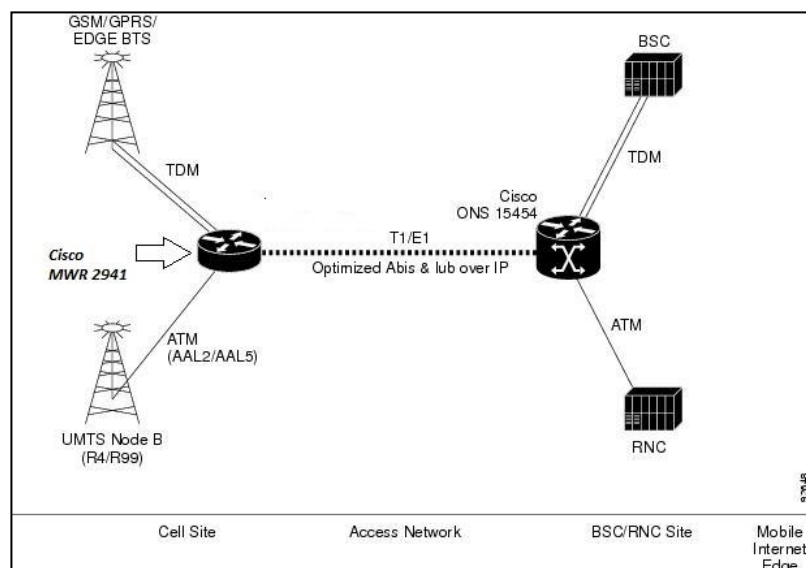 GSM/GPRS/
EDGE BTS
BSC
TDM
TDM
Cisco
ONS 15454
T1/E1
Cisco
MWR 2941
Optimized Abis & Iub over IP
ATM
(AAL2/AAL5)
ATM
UMTS Node B
(R4/R99)
RNC
Cell Site
Access Network
BSC/RNC Site
Mobile
Internet
Edge